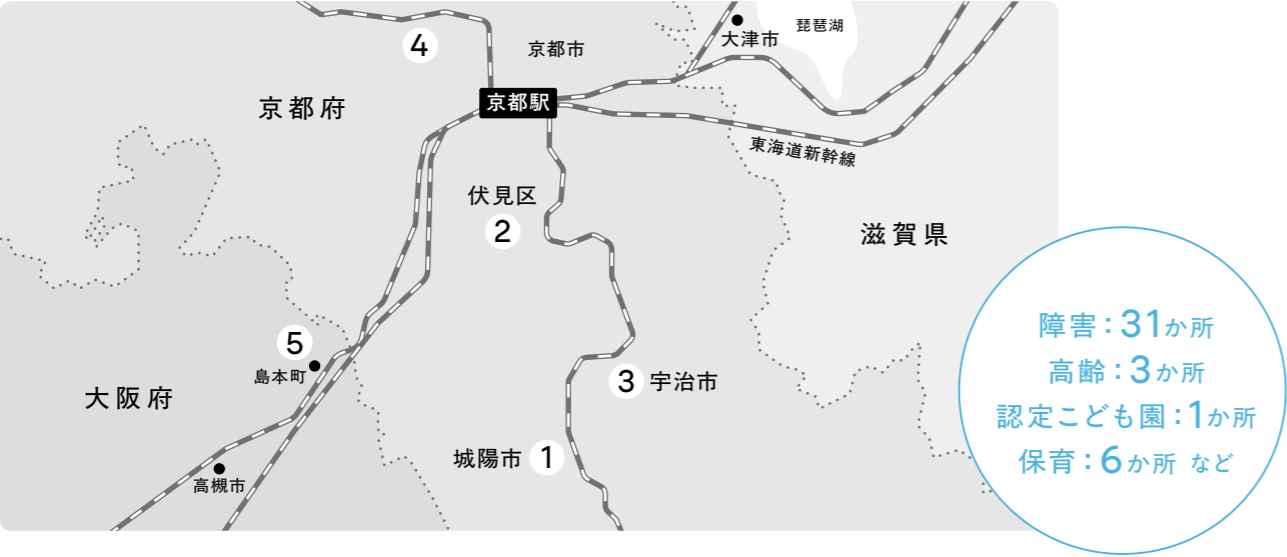 4
京都市
大津市
琵琶湖
京都府
京都駅
東海道新幹線
伏見区
2
滋賀県
5
島本町
大阪府
3 宇治市
城陽市 1
高槻市
障害：31か所
高齢：3か所
認定こども園：1か所
保育：6か所 など